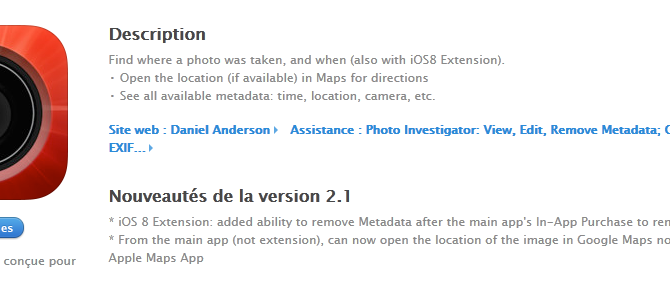 Description
Find where a photo was taken, and when (also with iOS8 Extension).
· Open the location (if available) in Maps for directions
· See all available metadata: time, location, camera, etc.
Site web : Daniel Anderson Assistance : Photo Investigator: View, Edit, Remove Metadata;
EXIF...
Nouveautés de la version 2.1
* iOS 8 Extension: added ability to remove Metadata after the main app's In-App Purchase to
es
* From the main app (not extension), can now open the location of the image in Google Maps
conçue pour
Apple Maps App